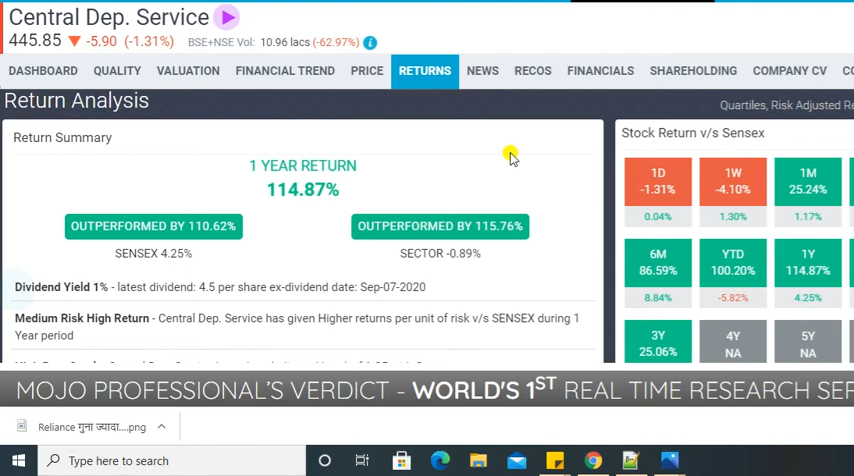 Central Dep. Service
445.85 ▼ -5.90 (-1.31%) BSE+NSE Vol: 10.96 lacs (-62.97%) i
DASHBOARD QUALITY VALUATION FINANCIAL TREND PRICE RETURNS NEWS RECOS FINANCIALS SHAREHOLDING COMPANY CV
Return Analysis
Quartiles, Risk Adjusted Re
Return Summary
1 YEAR RETURN
114.87%
OUTPERFORMED BY 110.62% OUTPERFORMED BY 115.76%
SENSEX 4.25% SECTOR -0.89%
Dividend Yield 1% - latest dividend: 4.5 per share ex-dividend date: Sep-07-2020
Medium Risk High Return - Central Dep. Service has given Higher returns per unit of risk v/s SENSEX during 1
Year period
Stock Return v/s Sensex
1D 1W 1M
-1.31% -4.10% 25.24%
0.04% 1.30% 1.17%
6M YTD 1Y
86.59% 100.20% 114.87%
8.84% -5.82% 4.25%
3Y 4Y 5Y
25.06% NA NA
MOJO PROFESSIONAL'S VERDICT - WORLD'S 1ST REAL TIME RESEARCH SER
Reliance गुना ज्यादा....png
Type here to search